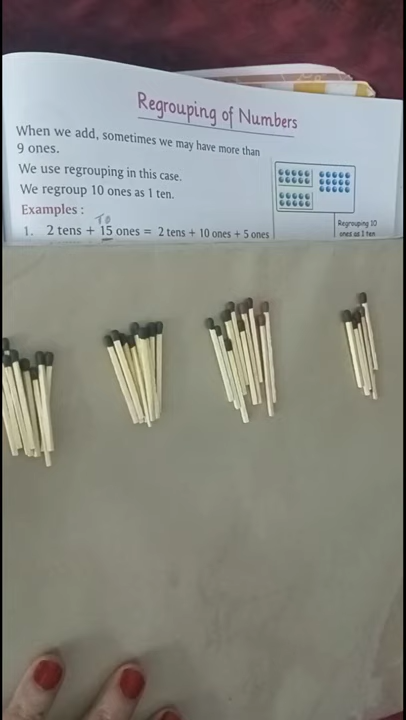 Regrouping of Numbers
When we add, sometimes we may have more than
9 ones.
We use regrouping in this case.
We regroup 10 ones as 1 ten.
Examples :
TO
1. 2 tens + 15 ones = 2 tens + 10 ones + 5 ones
Regrouping 10
ones as 1 ten